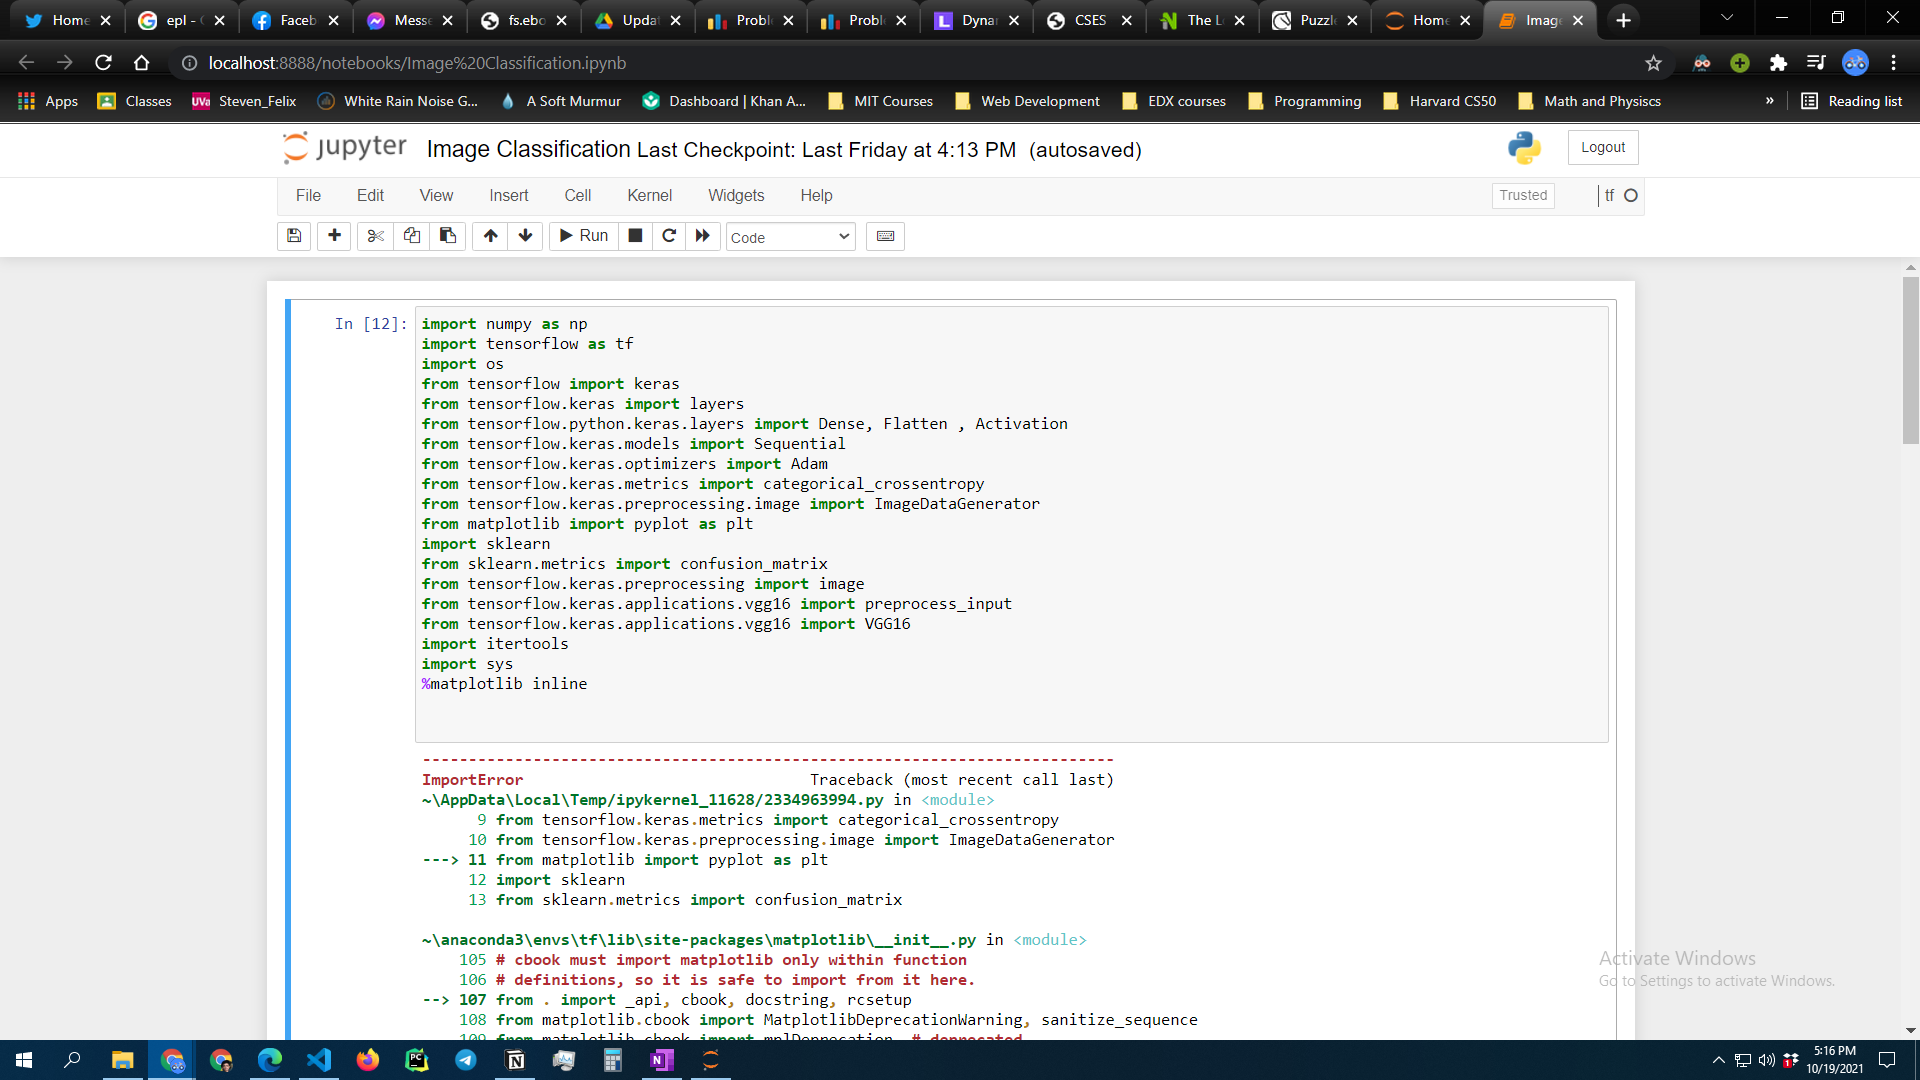 Home
epl - G
Faceb
Messe
fs.ebo
Updat
Probl
Probl
Dynar
CSES
The L
Puzzle
Home
Image
localhost:8888/notebooks/Image%20Classification.ipynb
Apps
Classes
Steven_Felix
White Rain Noise G...
A Soft Murmur
Dashboard | Khan A...
MIT Courses
Web Development
EDX courses
Programming
Harvard CS50
Math and Physiscs
»
Reading list
jupyter
Image Classification Last Checkpoint: Last Friday at 4:13 PM (autosaved)
Logout
File Edit View Insert Cell Kernel Widgets Help
Trusted
tf
Run
Code
In [12]:
import numpy as np
import tensorflow as tf
import os
from tensorflow import keras
from tensorflow.keras import layers
from tensorflow.python.keras.layers import Dense, Flatten , Activation
from tensorflow.keras.models import Sequential
from tensorflow.keras.optimizers import Adam
from tensorflow.keras.metrics import categorical_crossentropy
from tensorflow.keras.preprocessing.image import ImageDataGenerator
from matplotlib import pyplot as plt
import sklearn
from sklearn.metrics import confusion_matrix
from tensorflow.keras.preprocessing import image
from tensorflow.keras.applications.vgg16 import preprocess_input
from tensorflow.keras.applications.vgg16 import VGG16
import itertools
import sys
%matplotlib inline
---------------------------------------------------------------------------
ImportError                               Traceback (most recent call last)
~\AppData\Local\Temp/ipykernel_11628/2334963994.py in <module>
      9 from tensorflow.keras.metrics import categorical_crossentropy
     10 from tensorflow.keras.preprocessing.image import ImageDataGenerator
---> 11 from matplotlib import pyplot as plt
     12 import sklearn
     13 from sklearn.metrics import confusion_matrix
~\anaconda3\envs\tf\lib\site-packages\matplotlib\__init__.py in <module>
    105 # cbook must import matplotlib only within function
    106 # definitions, so it is safe to import from it here.
--> 107 from . import _api, cbook, docstring, rcsetup
    108 from matplotlib.cbook import MatplotlibDeprecationWarning, sanitize_sequence
    109 from matplotlib.cbook import mplDeprecation  # deprecated
Activate Windows
Go to Settings to activate Windows.
5:16 PM
10/19/2021